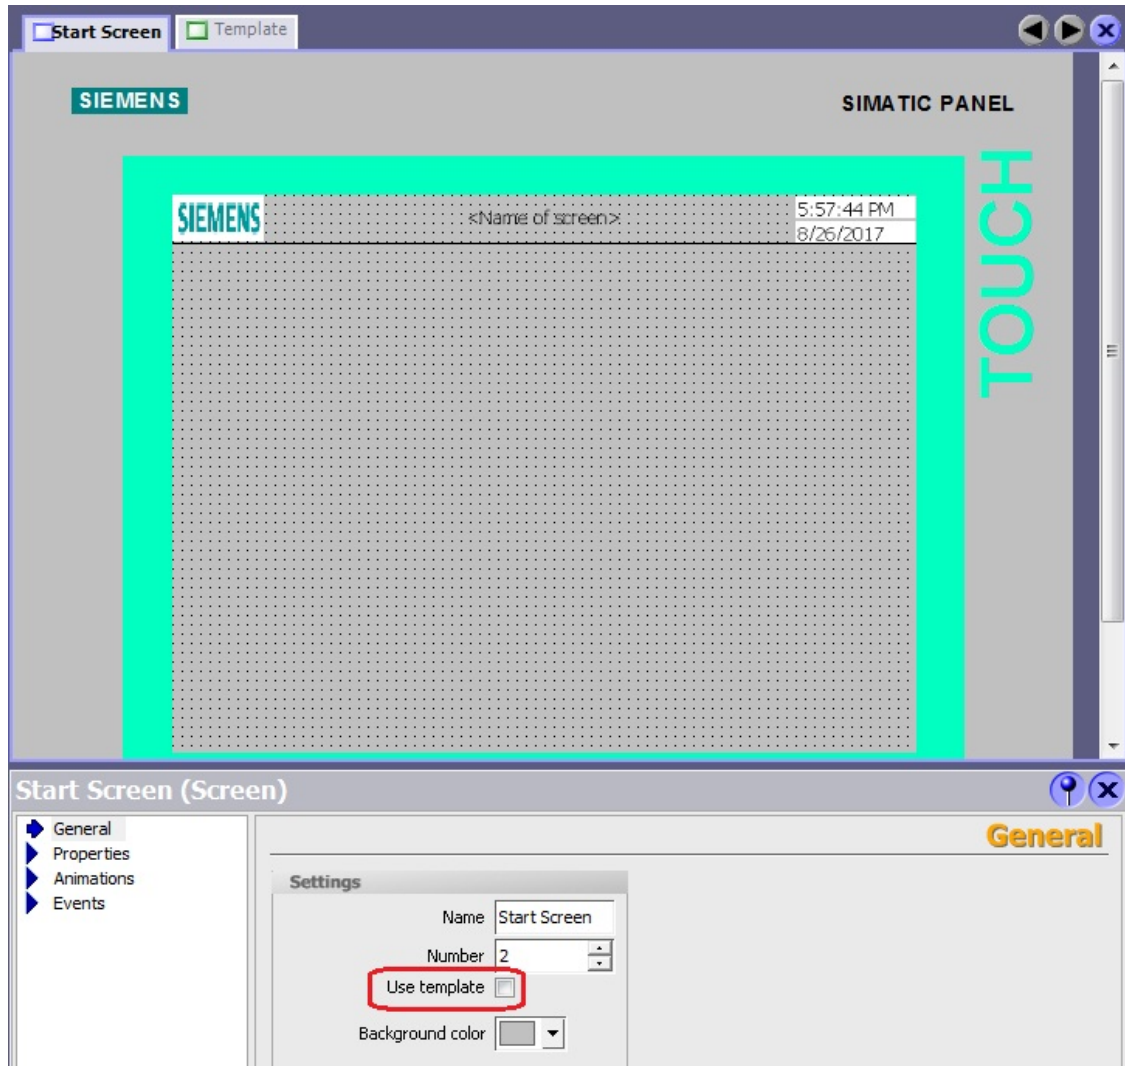 Start Screen
Template
SIEMENS
SIMATIC PANEL
TOUCH
SIEMENS
<Name of screen>
5:57:44 PM
8/26/2017
Start Screen (Screen)
General
Properties
Animations
Events
General
Settings
Name Start Screen
Number 2
Use template
Background color